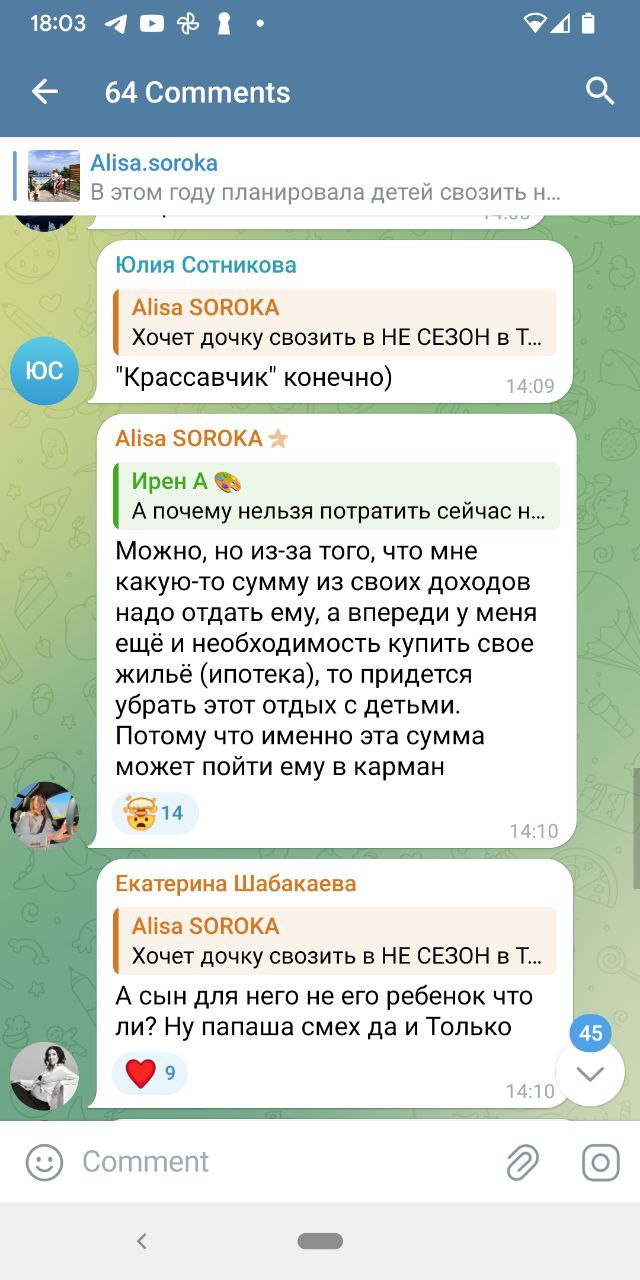 18:03
64 Comments
Alisa.soroka
В этом году планировала детей свозить н...
Юлия Сотникова
Alisa SOROKA
Хочет дочку свозить в НЕ СЕЗОН в Т...
ЮС
"Крассавчик" конечно)
14:09
Alisa SOROKA
Ирен А 🎨
А почему нельзя потратить сейчас н...
Можно, но из-за того, что мне
какую-то сумму из своих доходов
надо отдать ему, а впереди у меня
ещё и необходимость купить свое
жильё (ипотека), то придется
убрать этот отдых с детьми.
Потому что именно эта сумма
может пойти ему в карман
🤯 14
14:10
Екатерина Шабакаева
Alisa SOROKA
Хочет дочку свозить в НЕ СЕЗОН в Т...
А сын для него не его ребенок что
ли? Ну папаша смех да и Только
❤️ 9
14:10
45
Comment